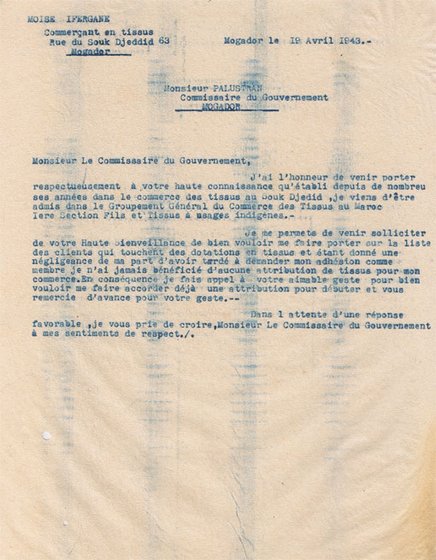 MOISE IFERGANE
Commerçant en tissus
Rue du Souk Djeddid 63
Mogador
Mogador le 19 Avril 1943.-
Monsieur PALUSTRAN
Commissaire du Gouvernement
MOGADOR
Monsieur Le Commissaire du Gouvernement,
J'ai l'honneur de venir porter
respectueusement à votre haute connaissance qu'établi depuis de nombreu
ses années dans le commerce des tissus au Souk Djedid ,je viens d'être
admis dans le Groupement Général du Commerce des Tissus au Maroc
Iere Section Fils et Tissus à usages indigènes.-
Je me permets de venir solliciter
de votre Haute bienveillance de bien vouloir me faire porter sur la liste
des clients qui touchent des dotations en tissus et étant donné une
négligeance de ma part d'avoir tardé à demander mon adhésion comme
membre je n'ai jamais bénéficié d'aucune attribution de tissus pour mon
commerce.En conséquence je fais appel à votre aimable geste pour bien
vouloir me faire accorder déjà une attribution pour débuter et vous
remercie d'avance pour votre geste.--
Dans l attente d'une réponse
favorable ,je vous prie de croire,Monsieur Le Commissaire du Gouvernement
à mes sentiments de respect./.